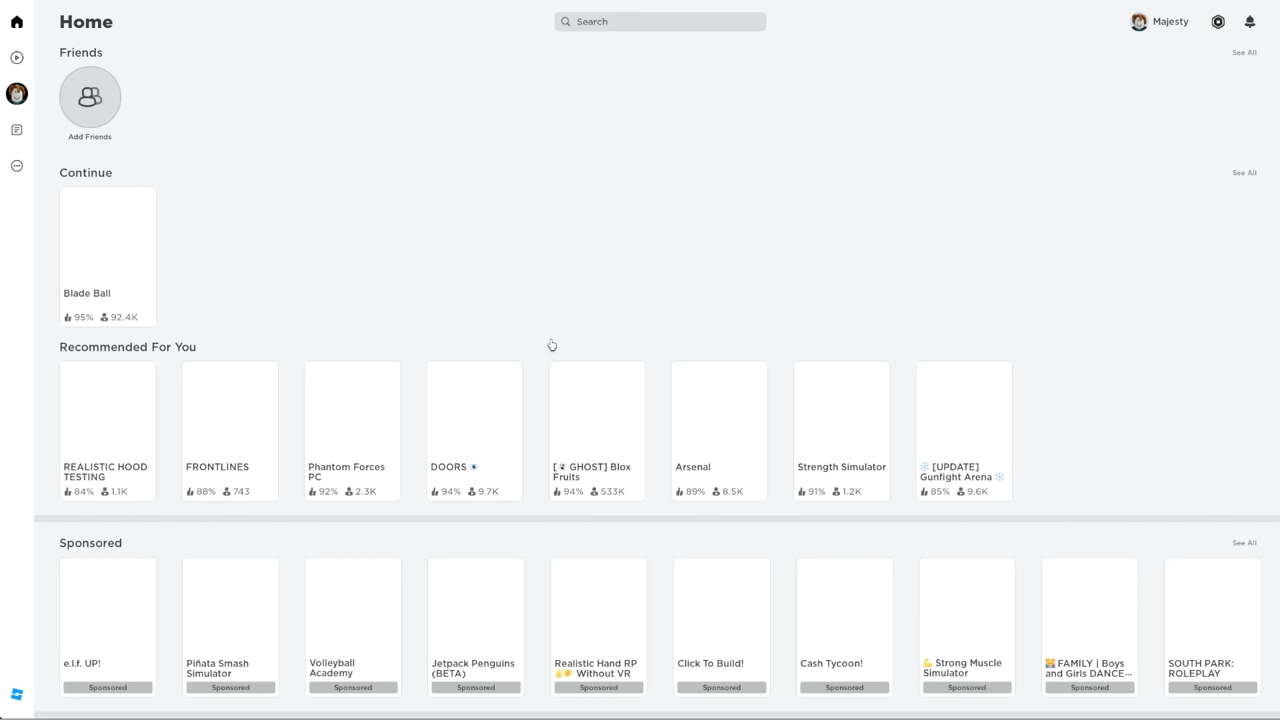 Home
Search
Majesty
Friends
See All
Add Friends
Continue
See All
Blade Ball
95% 92.4K
Recommended For You
REALISTIC HOOD TESTING
84% 1.1K
FRONTLINES
88% 743
Phantom Forces PC
92% 2.3K
DOORS 👁️
94% 9.7K
[ GHOST] Blox Fruits
94% 533K
Arsenal
89% 8.5K
Strength Simulator
91% 1.2K
❄️ [UPDATE] Gunfight Arena ❄️
85% 9.6K
Sponsored
See All
e.l.f. UP!
Sponsored
Piñata Smash Simulator
Sponsored
Volleyball Academy
Sponsored
Jetpack Penguins (BETA)
Sponsored
Realistic Hand RP 🖐️🤛 Without VR
Sponsored
Click To Build!
Sponsored
Cash Tycoon!
Sponsored
💪 Strong Muscle Simulator
Sponsored
FAMILY | Boys and Girls DANCE...
Sponsored
SOUTH PARK: ROLEPLAY
Sponsored